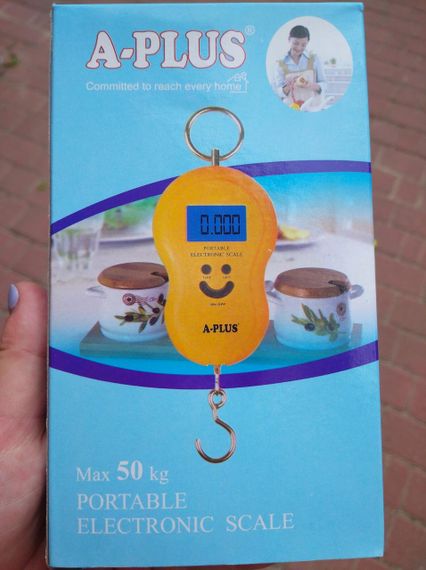 A-PLUS®
Committed to reach every home
0.000
PORTABLE
ELECTRONIC SCALE
A-PLUS®
Max 50 kg
PORTABLE
ELECTRONIC SCALE